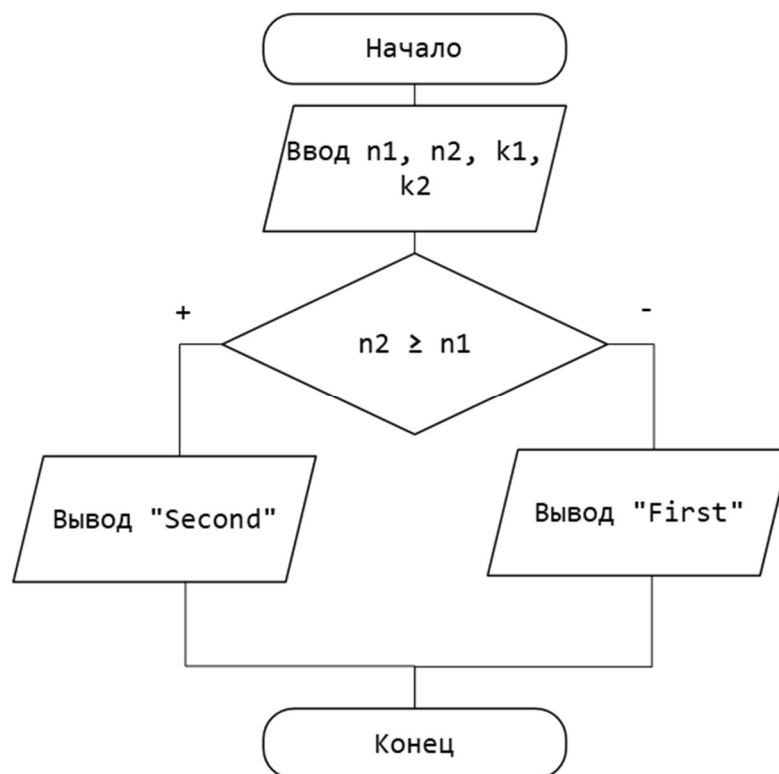 Начало
Ввод n1, n2, k1,
k2
+
-
n2 ≥ n1
Вывод "Second"
Вывод "First"
Конец